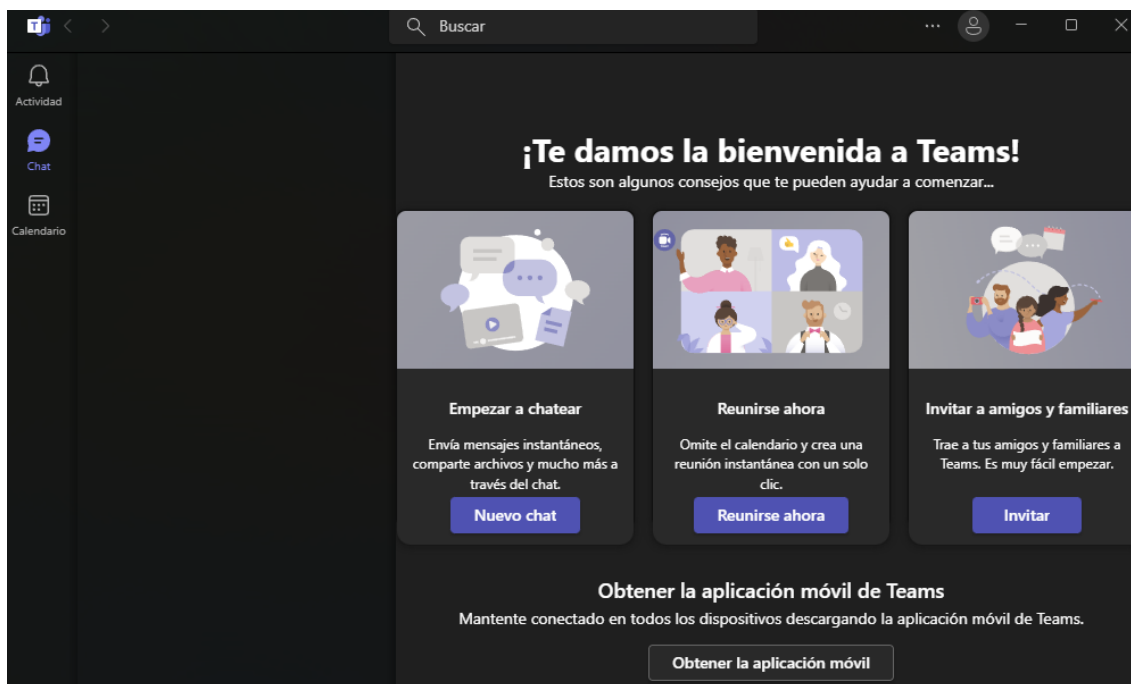 Buscar
Actividad
Chat
Calendario
¡Te damos la bienvenida a Teams!
Estos son algunos consejos que te pueden ayudar a comenzar...
Empezar a chatear
Envía mensajes instantáneos,
comparte archivos y mucho más a
través del chat.
Nuevo chat
Reunirse ahora
Omite el calendario y crea una
reunión instantánea con un solo
clic.
Reunirse ahora
Invitar a amigos y familiares
Trae a tus amigos y familiares a
Teams. Es muy fácil empezar.
Invitar
Obtener la aplicación móvil de Teams
Mantente conectado en todos los dispositivos descargando la aplicación móvil de Teams.
Obtener la aplicación móvil